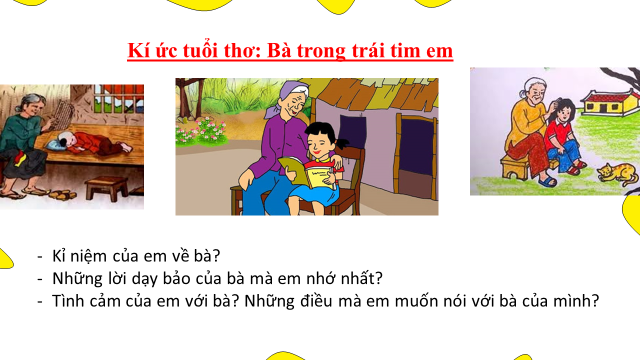 Kí ức tuổi thơ: Bà trong trái tim em
- Kỉ niệm của em về bà?
- Những lời dạy bảo của bà mà em nhớ nhất?
- Tình cảm của em với bà? Những điều mà em muốn nói với bà của mình?